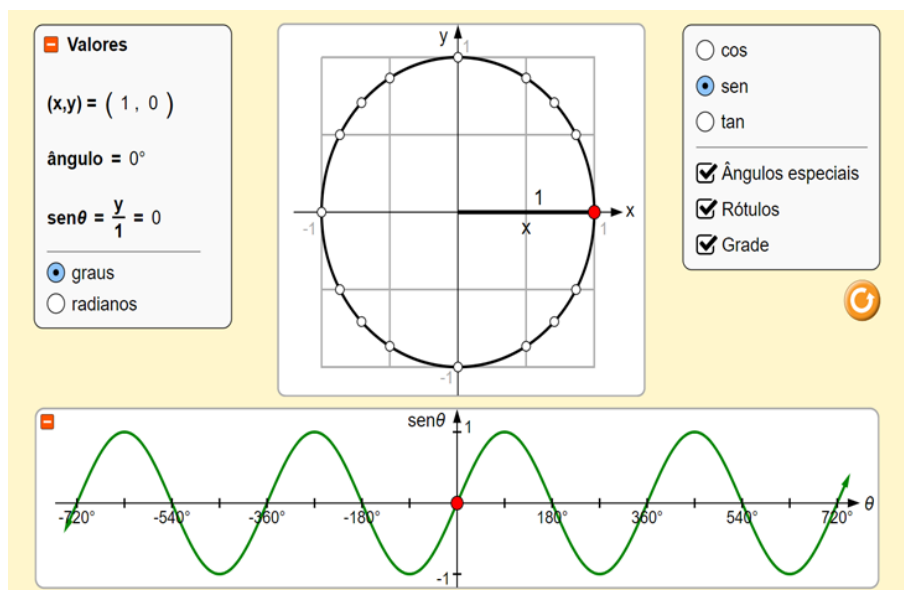 Valores
(x,y) = ( 1 , 0 )
ângulo = 0°
senθ = y/1 = 0
graus
radianos
y
1
1
x
-1
x
1
-1
cos
sen
tan
Ângulos especiais
Rótulos
Grade
senθ
1
-720° -540° -360° -180° 180° 360° 540° 720° θ
-1